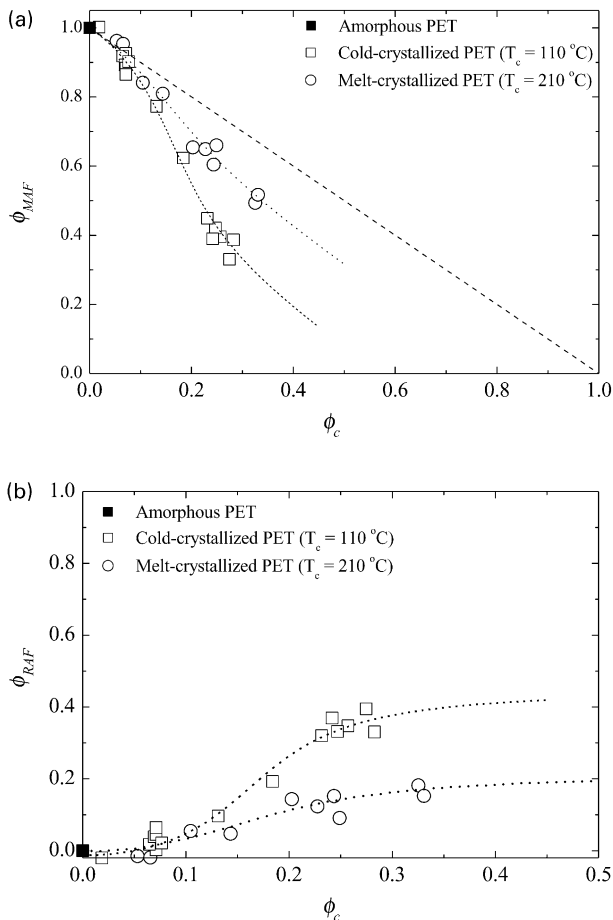 (a)
1.0
0.8
0.6
0.4
0.2
0.0
ϕMAF
Amorphous PET
Cold-crystallized PET (Tc = 110 °C)
Melt-crystallized PET (Tc = 210 °C)
0.0 0.2 0.4 0.6 0.8 1.0
ϕc
(b)
1.0
0.8
0.6
0.4
0.2
0.0
ϕRAF
Amorphous PET
Cold-crystallized PET (Tc = 110 °C)
Melt-crystallized PET (Tc = 210 °C)
0.0 0.1 0.2 0.3 0.4 0.5
ϕc